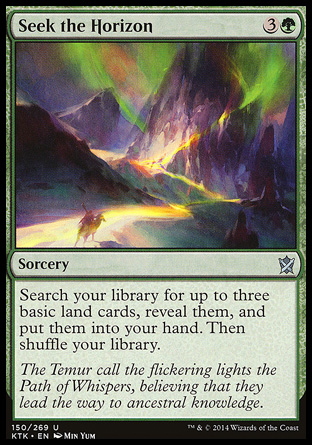 Seek the Horizon 3
Sorcery
Search your library for up to three
basic land cards, reveal them, and
put them into your hand. Then
shuffle your library.
The Temur call the flickering lights the
Path of Whispers, believing that they
lead the way to ancestral knowledge.
150/269 U
KTK • EN MIN YUM ™ & © 2014 Wizards of the Coast